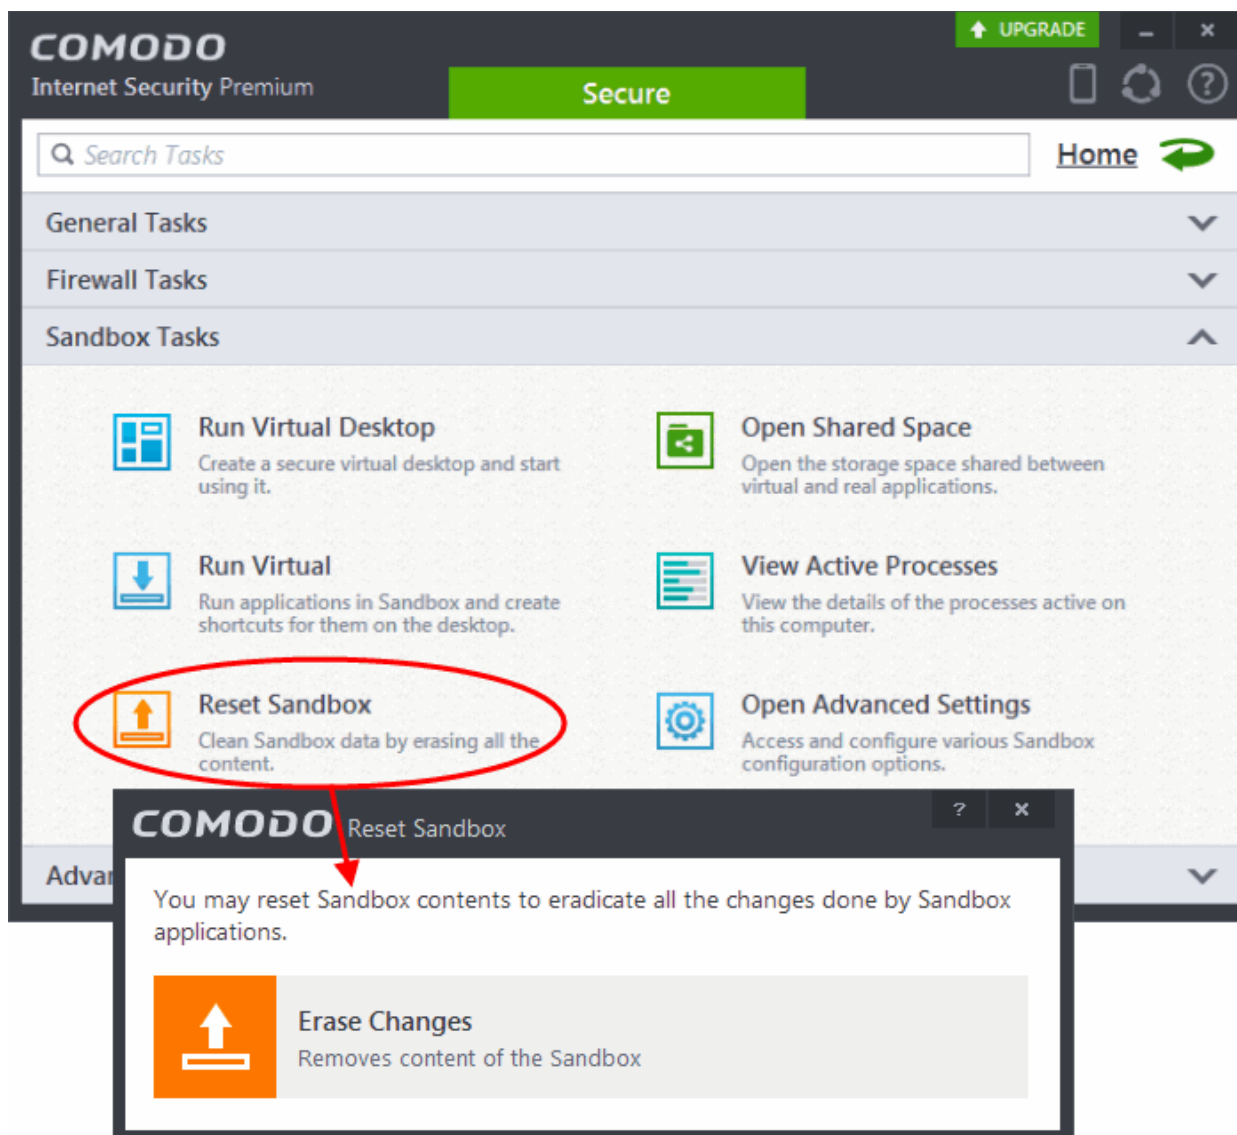 COMODO
UPGRADE
Internet Security Premium
Secure
Search Tasks
Home
General Tasks
Firewall Tasks
Sandbox Tasks
Run Virtual Desktop
Create a secure virtual desktop and start
using it.
Open Shared Space
Open the storage space shared between
virtual and real applications.
Run Virtual
Run applications in Sandbox and create
shortcuts for them on the desktop.
View Active Processes
View the details of the processes active on
this computer.
Reset Sandbox
Clean Sandbox data by erasing all the
content.
Open Advanced Settings
Access and configure various Sandbox
configuration options.
COMODO Reset Sandbox
Advan
You may reset Sandbox contents to eradicate all the changes done by Sandbox
applications.
Erase Changes
Removes content of the Sandbox